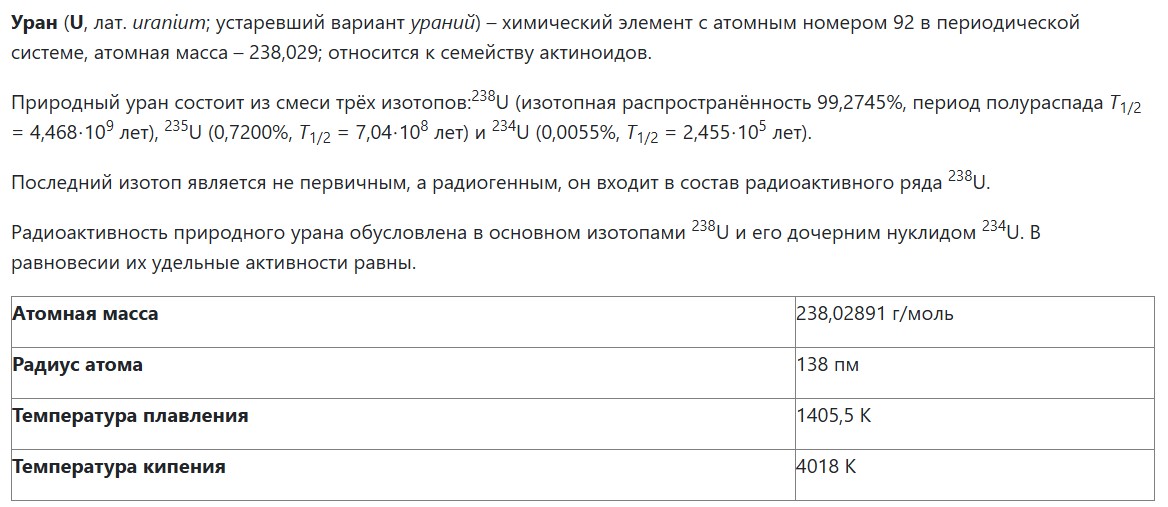 Уран (U, лат. uranium; устаревший вариант ураний) – химический элемент с атомным номером 92 в периодической
системе, атомная масса – 238,029; относится к семейству актиноидов.
Природный уран состоит из смеси трёх изотопов:²³⁸U (изотопная распространённость 99,2745%, период полураспада T₁/₂
= 4,468·10⁹ лет), ²³⁵U (0,7200%, T₁/₂ = 7,04·10⁸ лет) и ²³⁴U (0,0055%, T₁/₂ = 2,455·10⁵ лет).
Последний изотоп является не первичным, а радиогенным, он входит в состав радиоактивного ряда ²³⁸U.
Радиоактивность природного урана обусловлена в основном изотопами ²³⁸U и его дочерним нуклидом ²³⁴U. В
равновесии их удельные активности равны.
Атомная масса 238,02891 г/моль
Радиус атома 138 пм
Температура плавления 1405,5 К
Температура кипения 4018 К